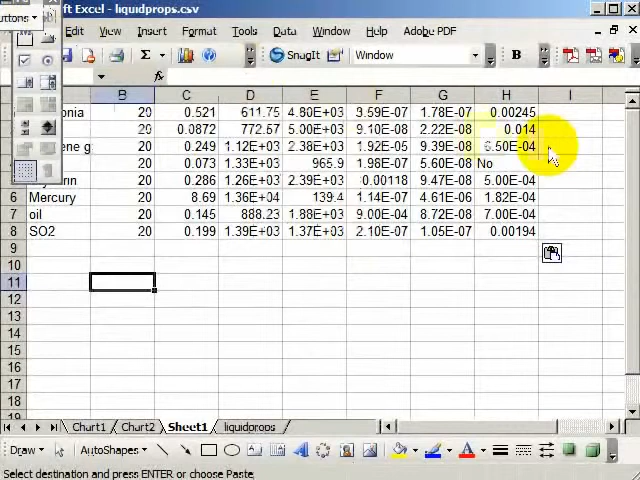 uttons
ft Excel - liquidprops.csv
Edit View Insert Format Tools Data Window Help Adobe PDF
Σ SnagIt Window B
fx
B C D E F G H I
onia 20 0.521 611.75 4.80E+03 3.59E-07 1.78E-07 0.00245
20 0.0872 772.57 5.00E+03 9.10E-08 2.22E-08 0.014
ene g 20 0.249 1.12E+03 2.38E+03 1.92E-05 9.39E-08 6.50E-04
20 0.073 1.33E+03 965.9 1.98E-07 5.60E-08 No
erin 20 0.286 1.26E+03 2.39E+03 0.00118 9.47E-08 5.00E-04
6 Mercury 20 8.69 1.36E+04 139.4 1.14E-07 4.61E-06 1.82E-04
7 oil 20 0.145 888.23 1.88E+03 9.00E-04 8.72E-08 7.00E-04
8 SO2 20 0.199 1.39E+03 1.37E+03 2.10E-07 1.05E-07 0.00194
9
10
11
12
13
14
15
16
17
18
19
Chart1 Chart2 Sheet1 liquidprops
Draw AutoShapes A A
Select destination and press ENTER or choose Paste